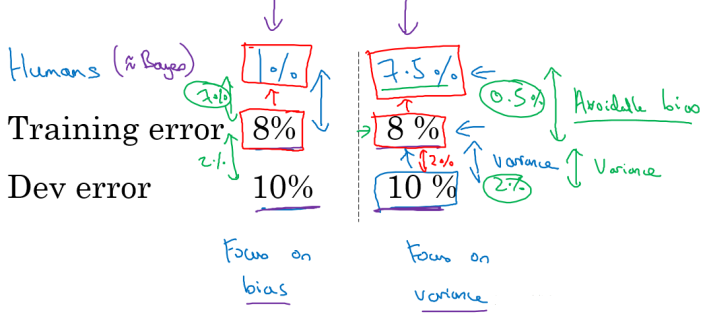 Humans (≈ Bayes) 1% 7.5%
7% 0.5% Avoidable bias
Training error 8% 8 %
2% 2% Variance Variance
2%
Dev error 10% 10 %
Focus on Focus on
bias variance